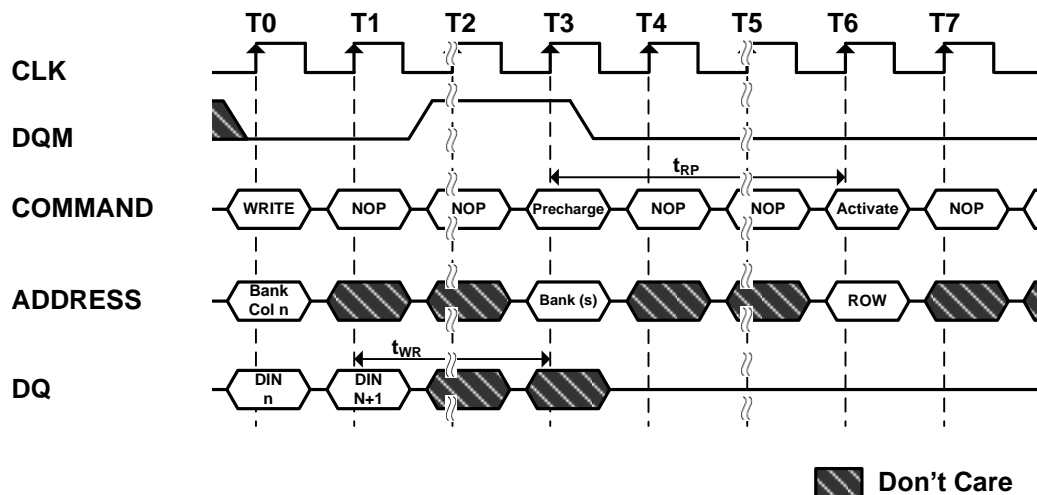 T0 T1 T2 T3 T4 T5 T6 T7
CLK
DQM
tRP
COMMAND WRITE NOP NOP Precharge NOP NOP Activate NOP
ADDRESS Bank Col n Bank (s) ROW
tWR
DQ DIN n DIN N+1
Don't Care